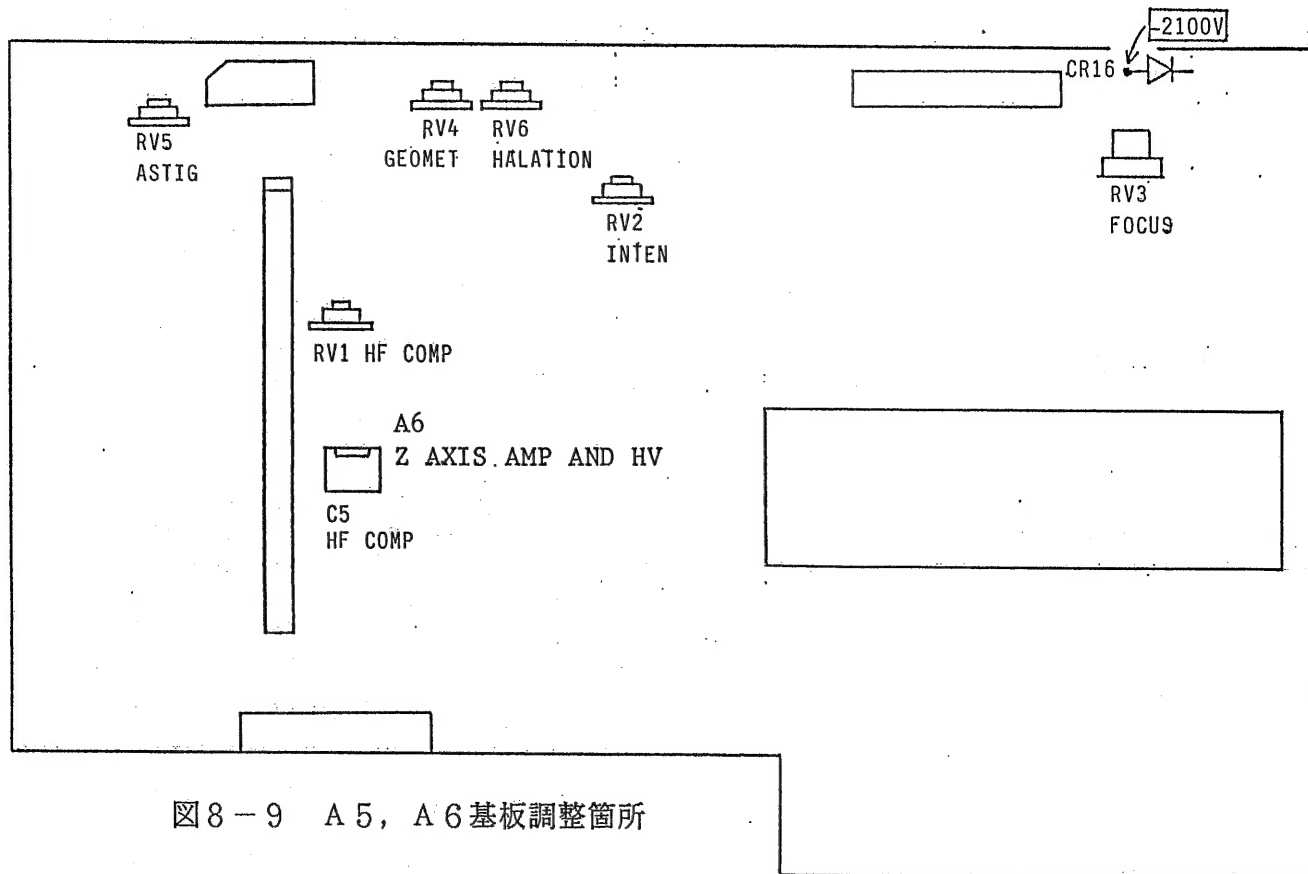 -2100V
CR16
RV5
ASTIG
RV4
GEOMET
RV6
HALATION
RV2
INTEN
RV3
FOCUS
RV1 HF COMP
A6
Z AXIS AMP AND HV
C5
HF COMP
図8-9 A5, A6基板調整箇所